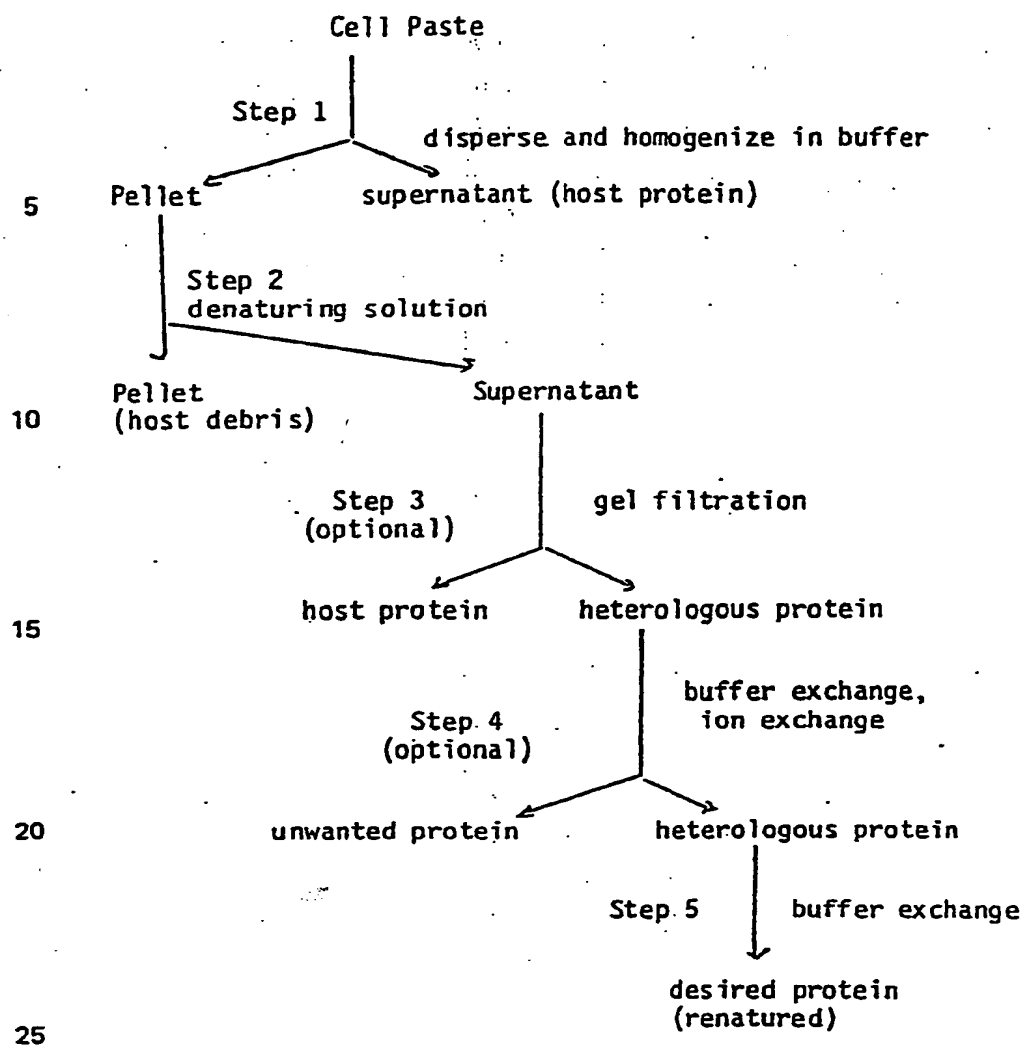 Cell Paste
Step 1
disperse and homogenize in buffer
5
Pellet
supernatant (host protein)
Step 2
denaturing solution
Pellet
Supernatant
10
(host debris)
Step 3
gel filtration
(optional)
host protein
heterologous protein
15
buffer exchange,
Step 4
ion exchange
(optional)
20
unwanted protein
heterologous protein
Step 5
buffer exchange
desired protein
(renatured)
25